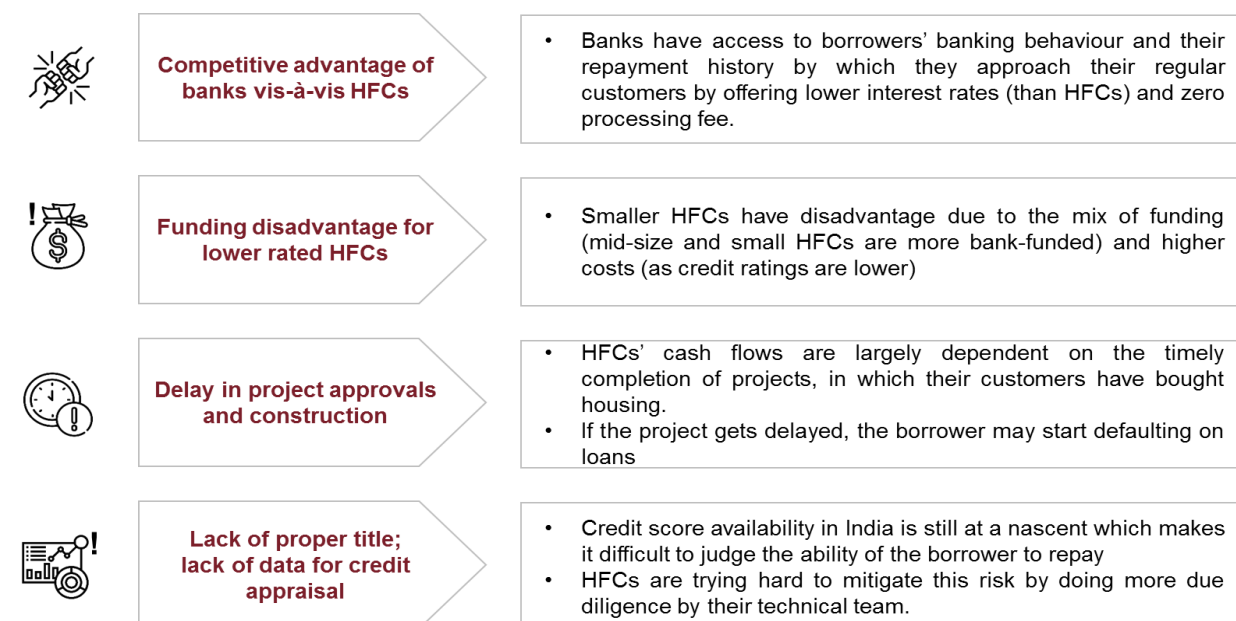 Competitive advantage of
banks vis-à-vis HFCs
• Banks have access to borrowers’ banking behaviour and their
repayment history by which they approach their regular
customers by offering lower interest rates (than HFCs) and zero
processing fee.
Funding disadvantage for
lower rated HFCs
• Smaller HFCs have disadvantage due to the mix of funding
(mid-size and small HFCs are more bank-funded) and higher
costs (as credit ratings are lower)
Delay in project approvals
and construction
• HFCs’ cash flows are largely dependent on the timely
completion of projects, in which their customers have bought
housing.
• If the project gets delayed, the borrower may start defaulting on
loans
Lack of proper title;
lack of data for credit
appraisal
• Credit score availability in India is still at a nascent which makes
it difficult to judge the ability of the borrower to repay
• HFCs are trying hard to mitigate this risk by doing more due
diligence by their technical team.